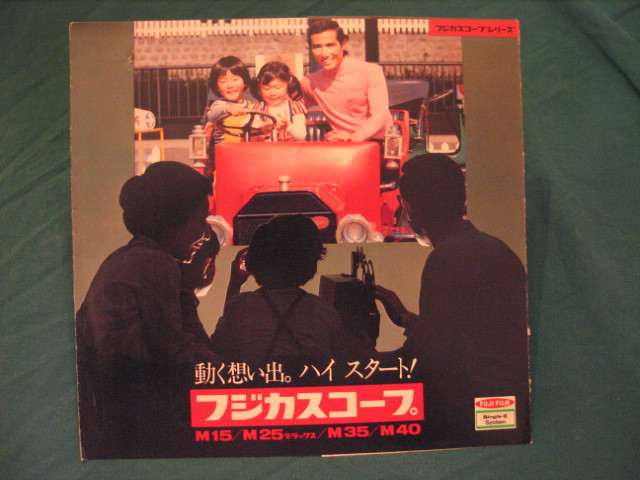 フジカスコープシリーズ
動く想い出。ハイ スタート!
フジカスコープ。
M15/M25デラックス/M35/M40
FUJI FILM
Single-8
System